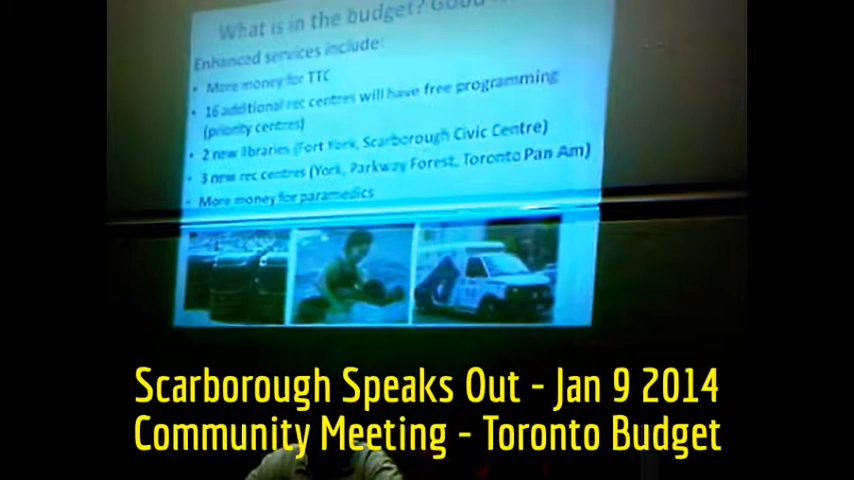 What is in the budget? Good
Enhanced services include:
• More money for TTC
• 16 additional rec centres will have free programming
(priority centres)
• 2 new libraries (Fort York, Scarborough Civic Centre)
• 3 new rec centres (York, Parkway Forest, Toronto Pan Am)
• More money for paramedics
Scarborough Speaks Out - Jan 9 2014
Community Meeting - Toronto Budget